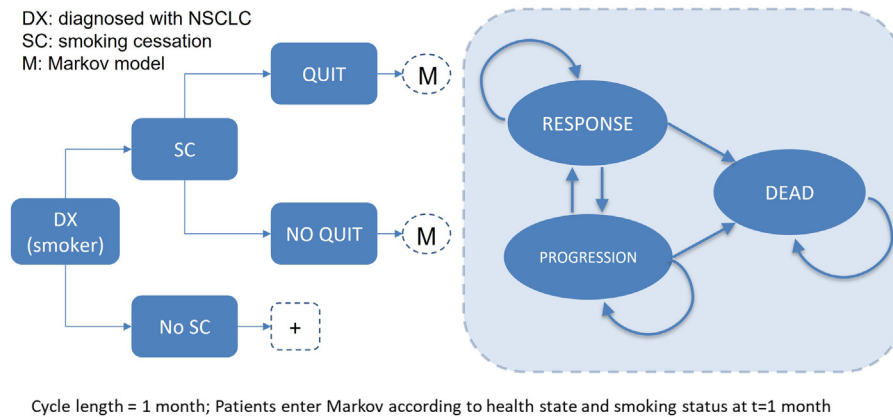 DX: diagnosed with NSCLC
SC: smoking cessation
M: Markov model
QUIT
M
SC
DX
(smoker)
NO QUIT
M
No SC
+
RESPONSE
DEAD
PROGRESSION
Cycle length = 1 month; Patients enter Markov according to health state and smoking status at t=1 month